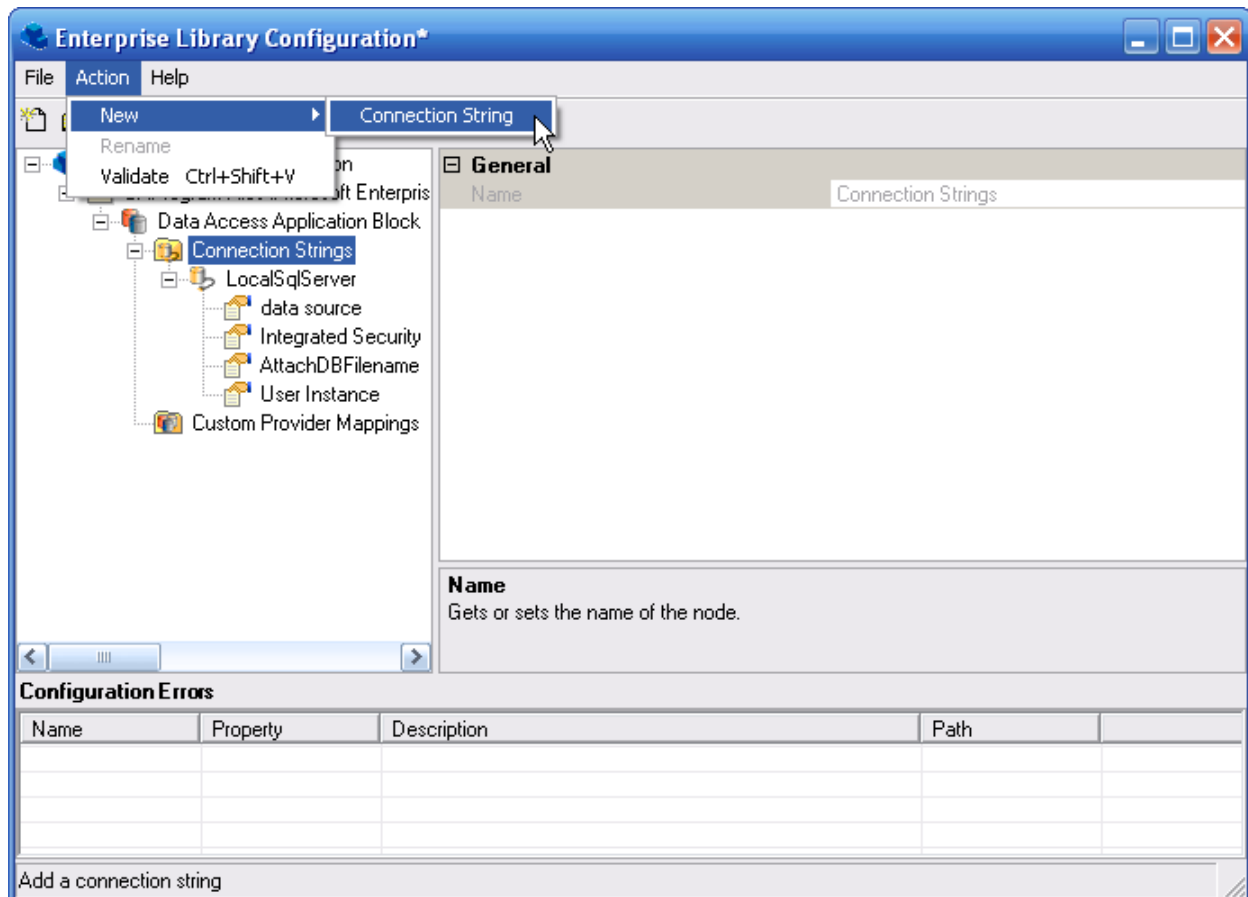 Enterprise Library Configuration*
File Action Help
New Connection String
Rename
Validate Ctrl+Shift+V
General
Name Connection Strings
Enterpris
Data Access Application Block
Connection Strings
LocalSqlServer
data source
Integrated Security
AttachDBFilename
User Instance
Custom Provider Mappings
Name
Gets or sets the name of the node.
Configuration Errors
Name Property Description Path
Add a connection string